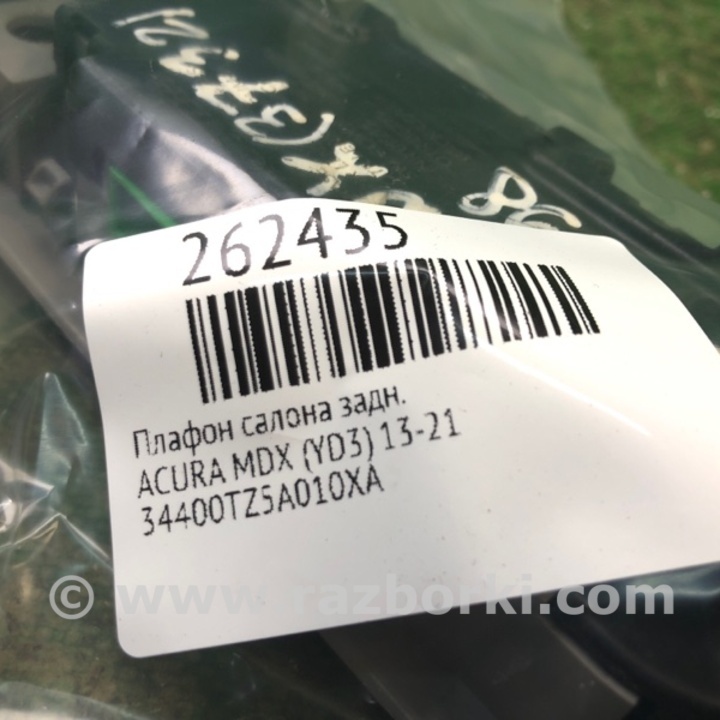 262435
Плафон салона задн.
ACURA MDX (YD3) 13-21
34400TZ5A010XA
© www.razborki.com